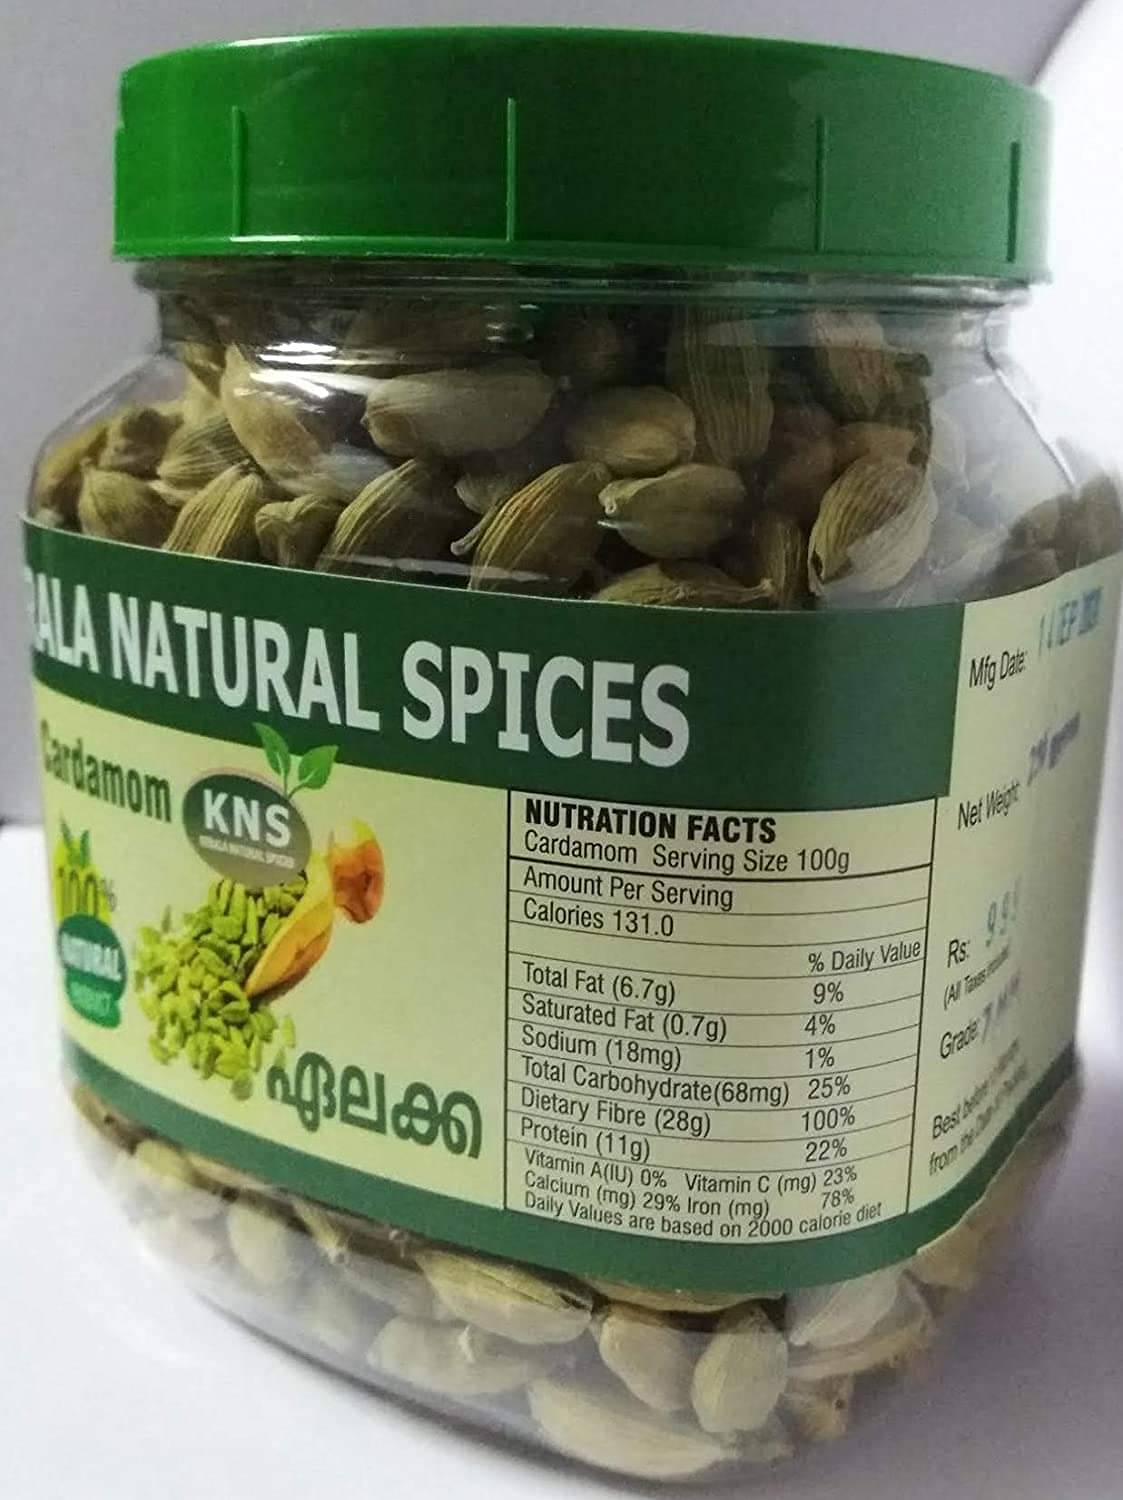 NATURAL SPICES
Cardamom
KNS
KERALA NATURAL SPICES
100%
NATURAL
ഏലക്ക
NUTRATION FACTS
Cardamom Serving Size 100g
Amount Per Serving
Calories 131.0
% Daily Value
Total Fat (6.7g) 9%
Saturated Fat (0.7g) 4%
Sodium (18mg) 1%
Total Carbohydrate(68mg) 25%
Dietary Fibre (28g) 100%
Protein (11g) 22%
Vitamin A(IU) 0% Vitamin C (mg) 23%
Calcium (mg) 29% Iron (mg) 78%
Daily Values are based on 2000 calorie diet
Mfg Date:
Net Weight:
Rs:
(All Taxes
Grade:
Best
from the